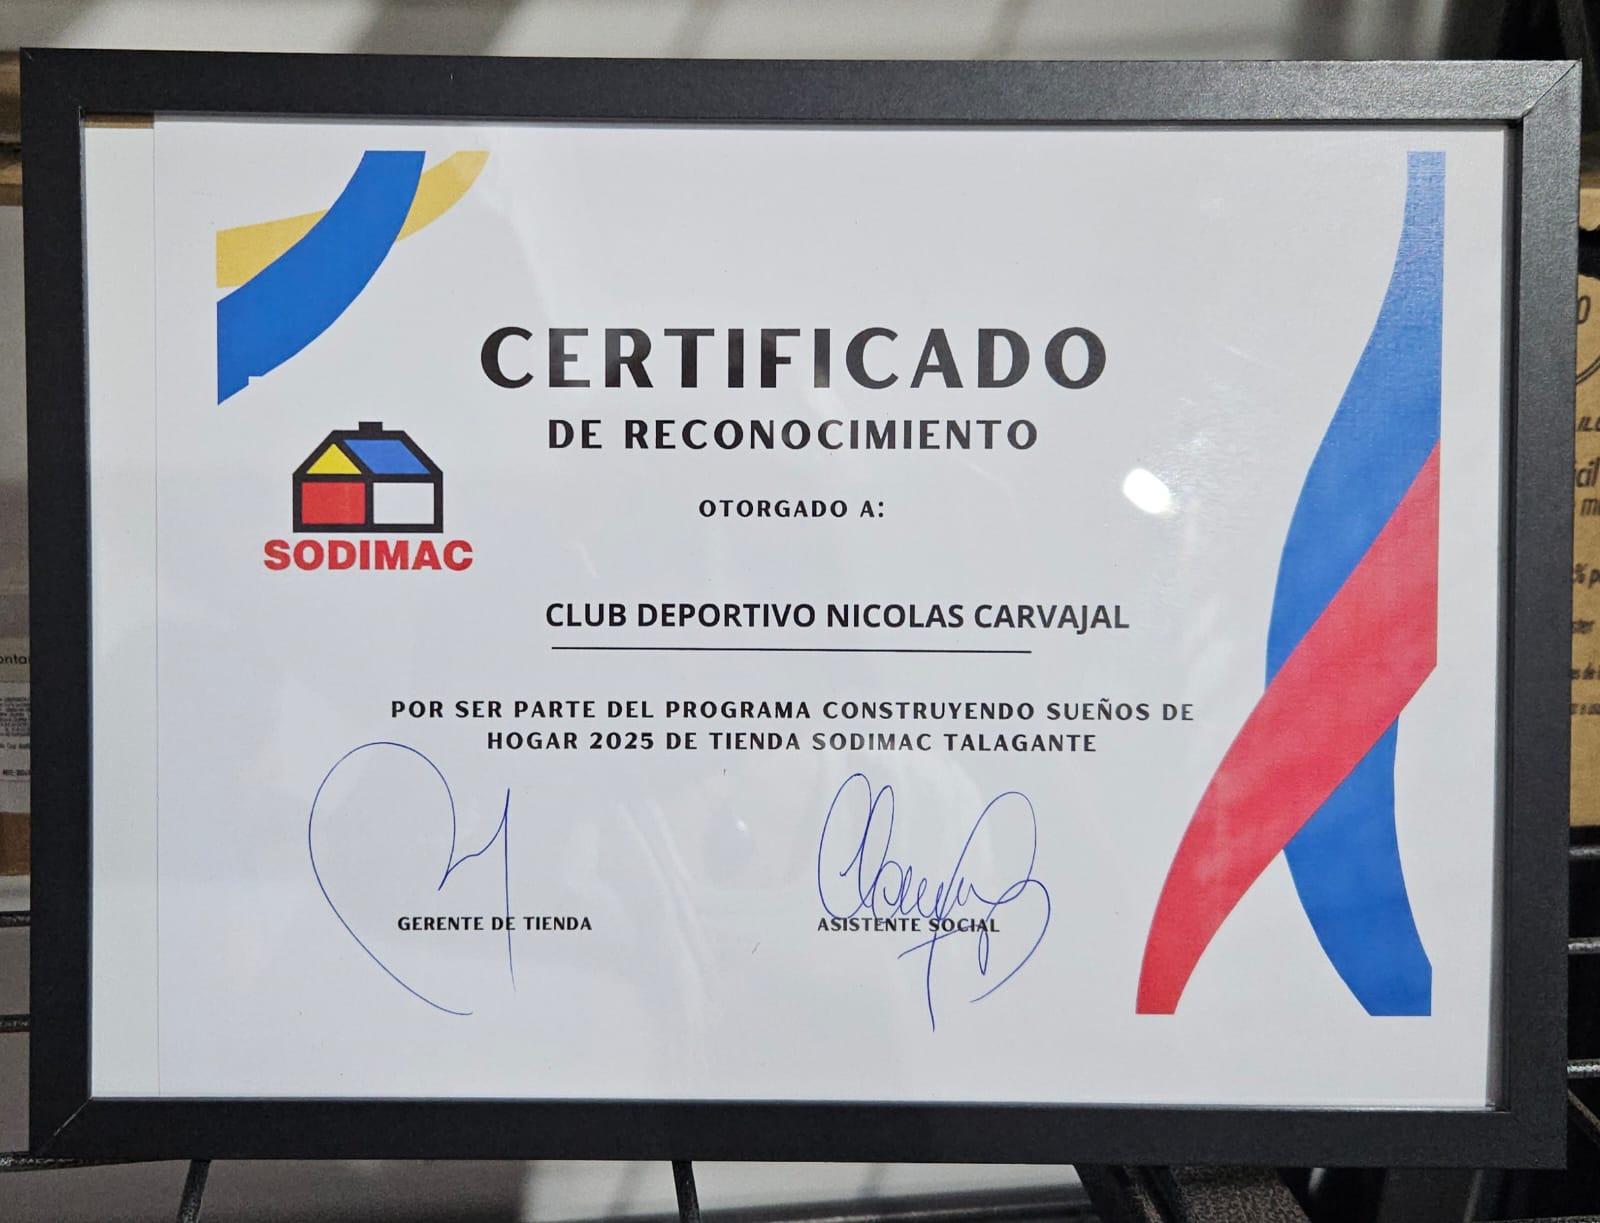 CERTIFICADO
DE RECONOCIMIENTO
OTORGADO A:
SODIMAC
CLUB DEPORTIVO NICOLAS CARVAJAL
POR SER PARTE DEL PROGRAMA CONSTRUYENDO SUEÑOS DE
HOGAR 2025 DE TIENDA SODIMAC TALAGANTE
GERENTE DE TIENDA
ASISTENTE SOCIAL